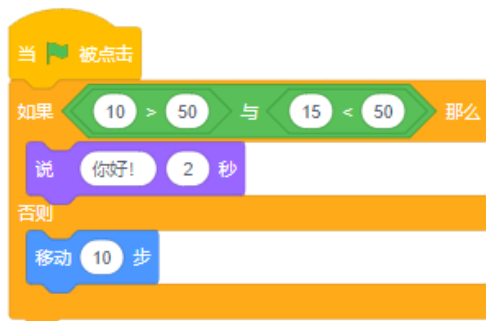 当 被点击
如果 10 > 50 与 15 < 50 那么
说 你好！ 2 秒
否则
移动 10 步